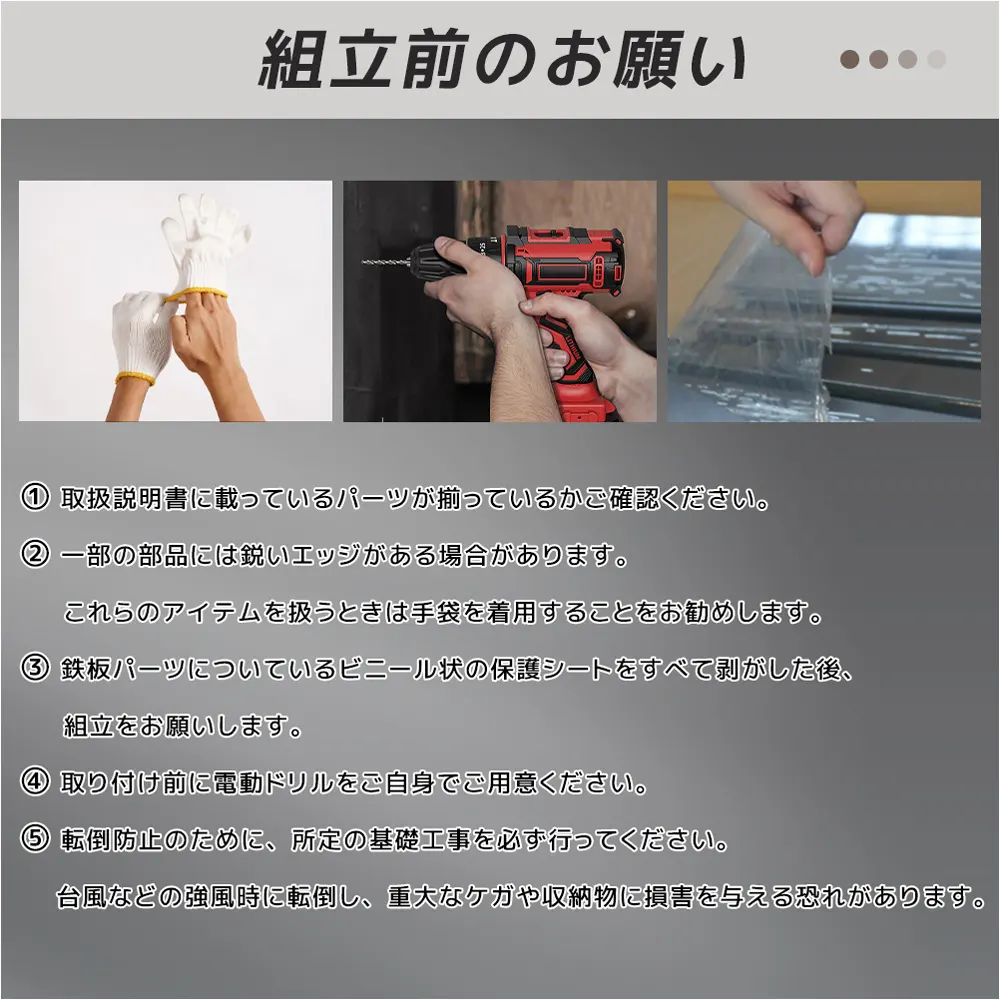 組立前のお願い
① 取扱説明書に載っているパーツが揃っているかご確認ください。
② 一部の部品には鋭いエッジがある場合があります。
これらのアイテムを扱うときは手袋を着用することをお勧めします。
③ 鉄板パーツについているビニール状の保護シートをすべて剥がした後、
組立をお願いします。
④ 取り付け前に電動ドリルをご自身でご用意ください。
⑤ 転倒防止のために、所定の基礎工事を必ず行ってください。
台風などの強風時に転倒し、重大なケガや収納物に損害を与える恐れがあります。